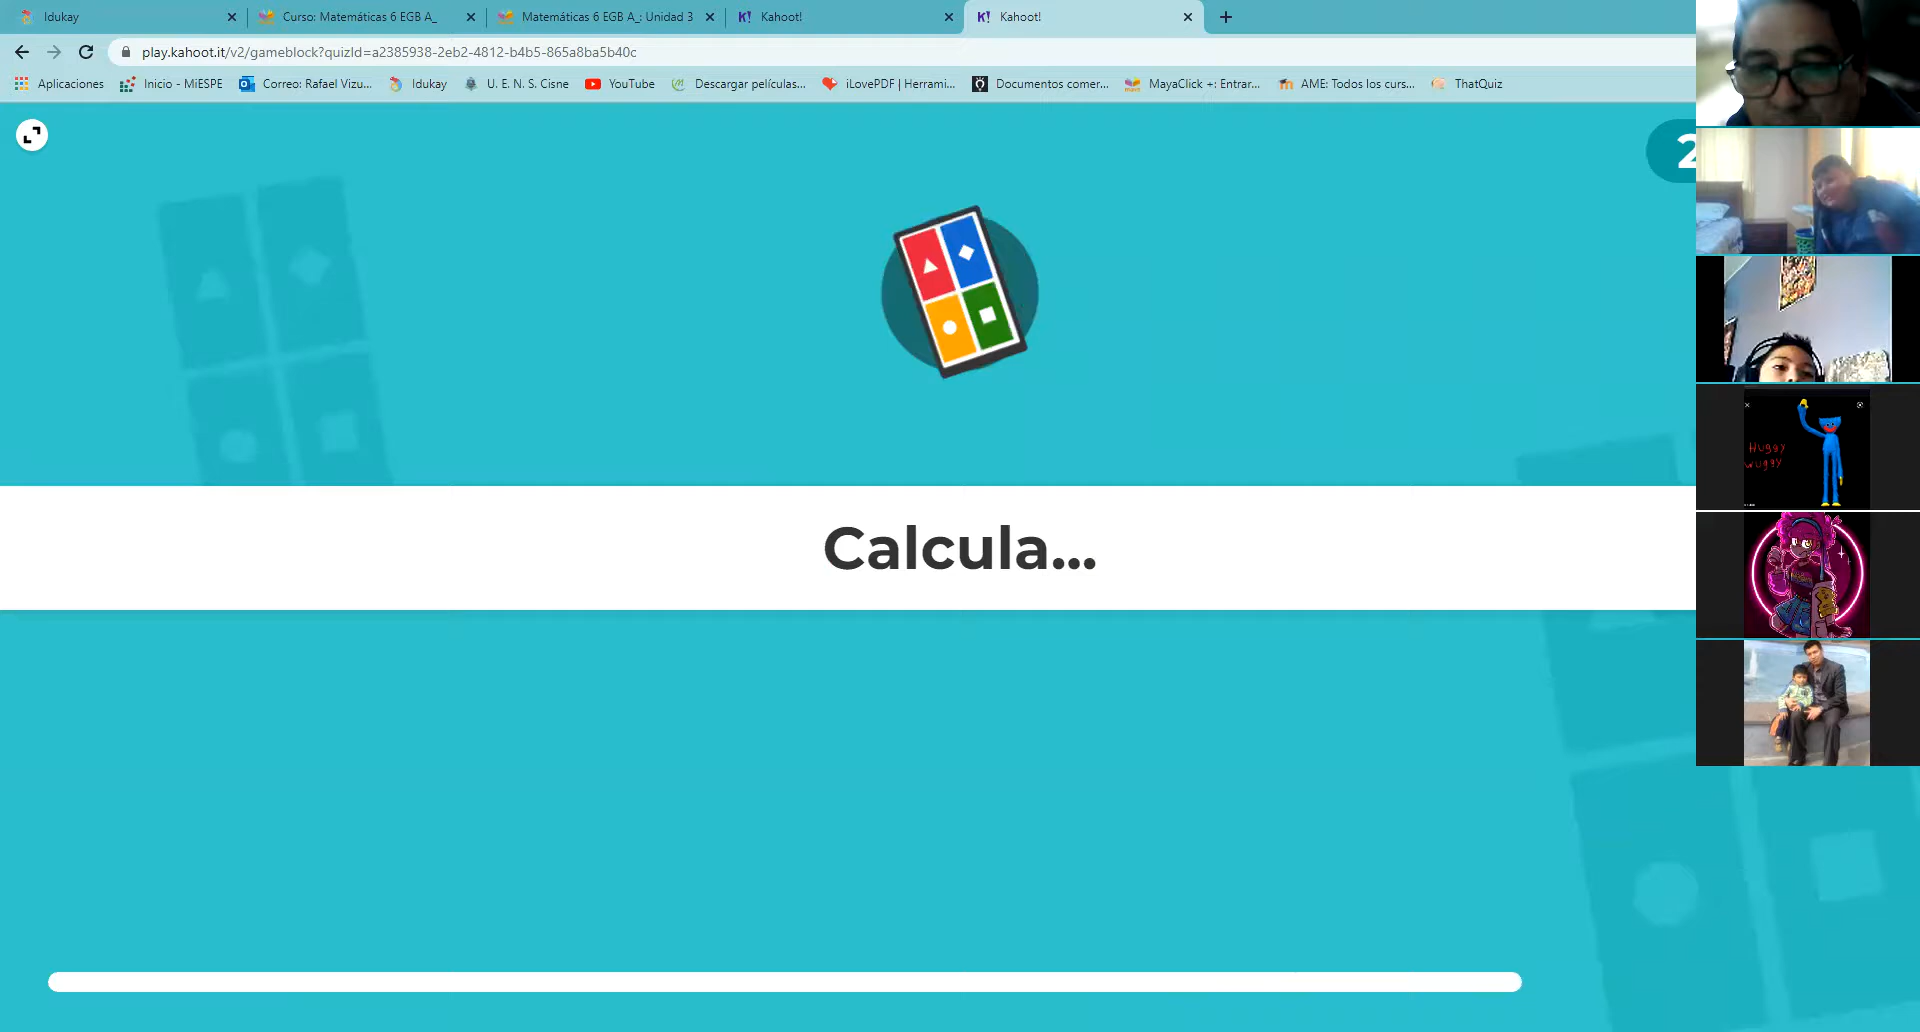 Idukay
Curso: Matemáticas 6 EGB A_
Matemáticas 6 EGB A_: Unidad 3
K! Kahoot!
K! Kahoot!
play.kahoot.it/v2/gameblock?quizId=a2385938-2eb2-4812-b4b5-865a8ba5b40c
Aplicaciones
Inicio - MiESPE
Correo: Rafael Vizu...
Idukay
U. E. N. S. Cisne
YouTube
Descargar películas...
iLovePDF | Herrami...
Documentos comer...
MayaClick +: Entrar...
AME: Todos los curs...
ThatQuiz
2
Calcula...
Huggy
wuggy